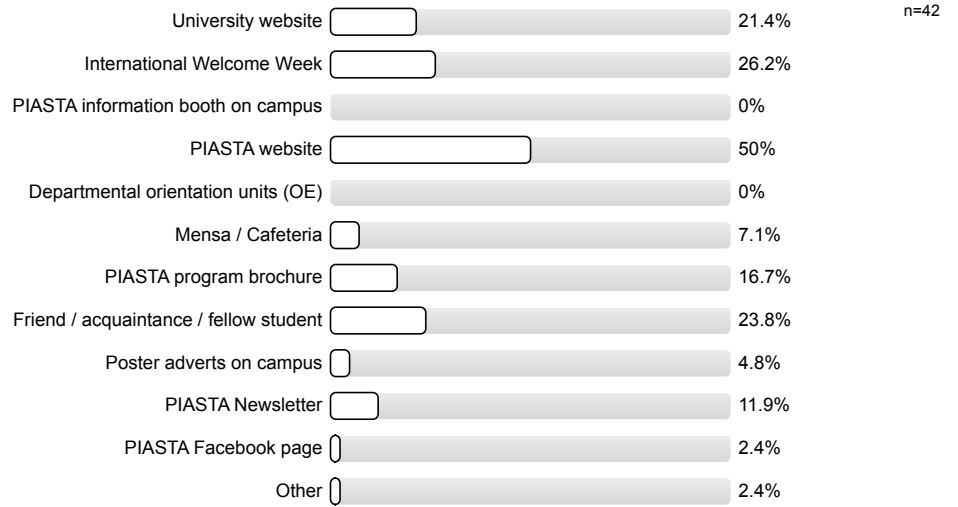 University website 21.4% n=42
International Welcome Week 26.2%
PIASTA information booth on campus 0%
PIASTA website 50%
Departmental orientation units (OE) 0%
Mensa / Cafeteria 7.1%
PIASTA program brochure 16.7%
Friend / acquaintance / fellow student 23.8%
Poster adverts on campus 4.8%
PIASTA Newsletter 11.9%
PIASTA Facebook page 2.4%
Other 2.4%